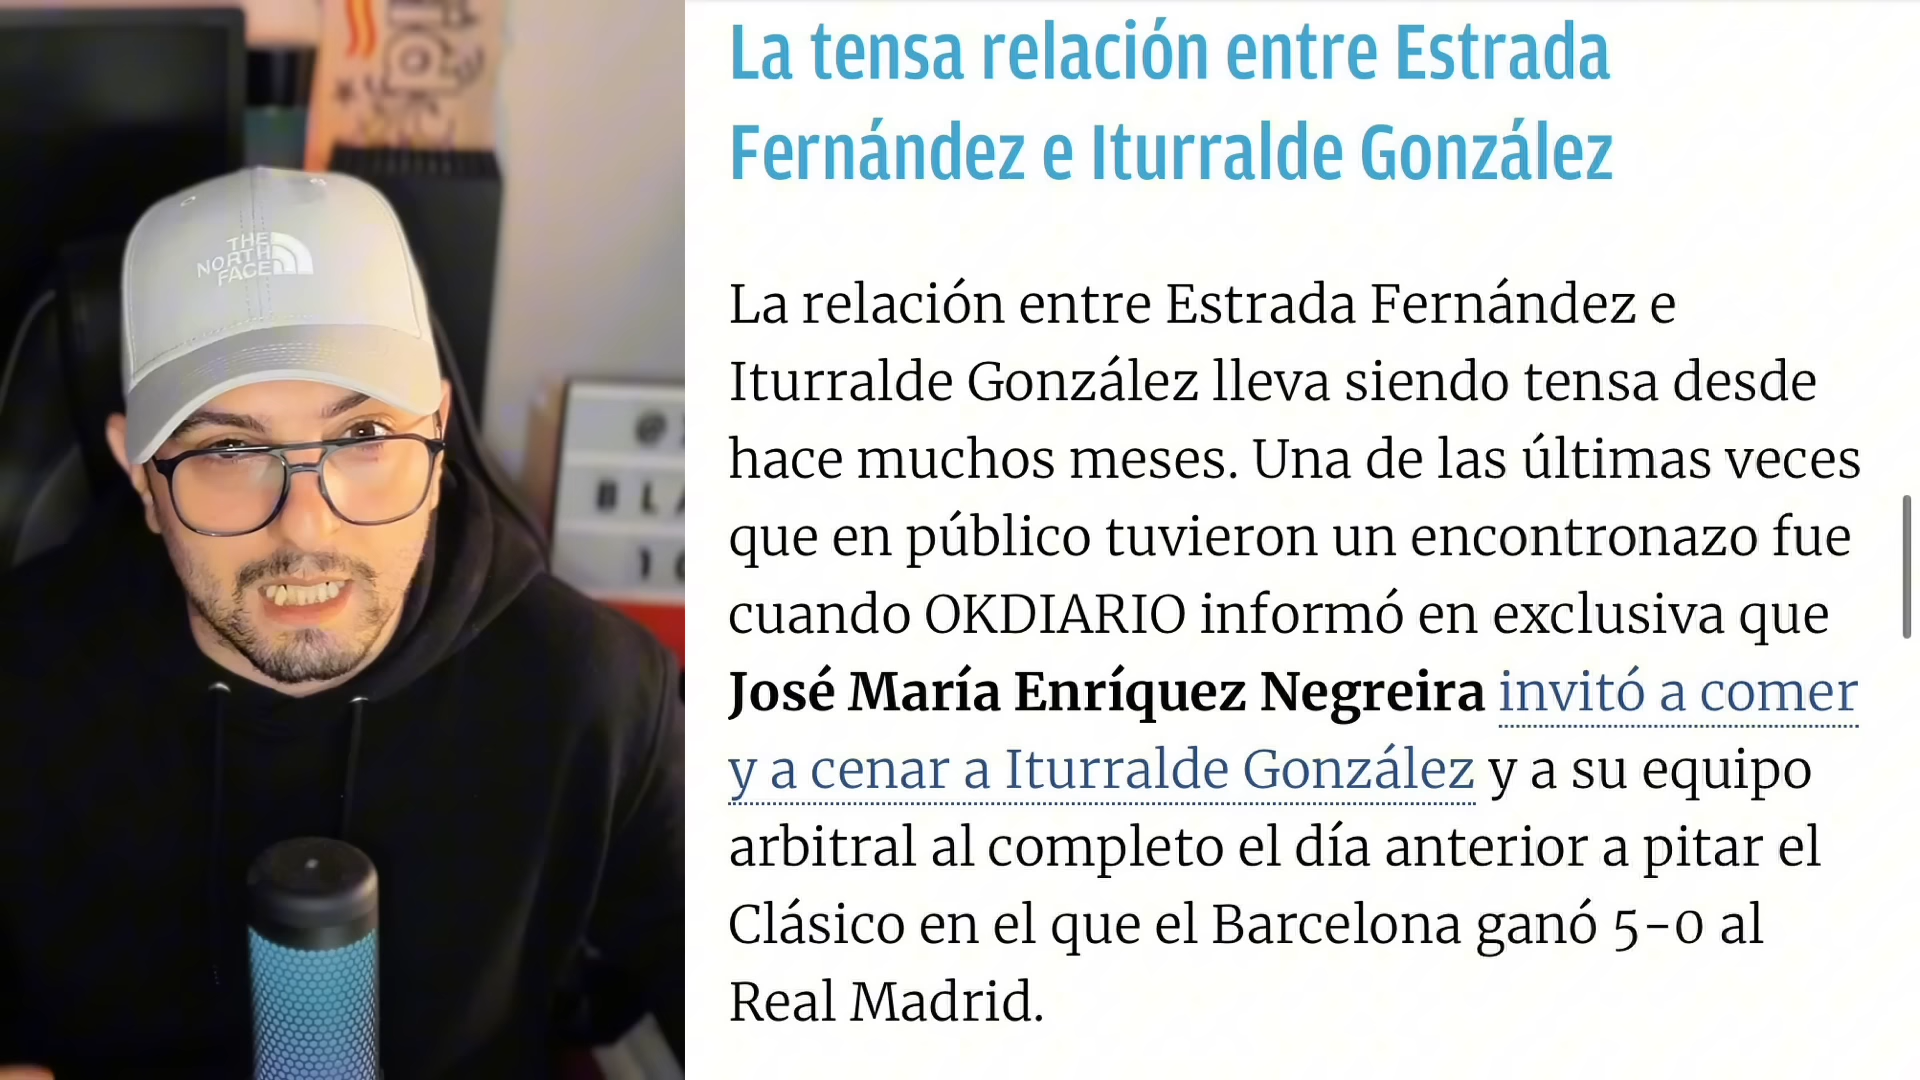 THE
NORTH
FACE
@
BLA
10
La tensa relación entre Estrada
Fernández e Iturralde González
La relación entre Estrada Fernández e
Iturralde González lleva siendo tensa desde
hace muchos meses. Una de las últimas veces
que en público tuvieron un encontronazo fue
cuando OKDIARIO informó en exclusiva que
José María Enríquez Negreira invitó a comer
y a cenar a Iturralde González y a su equipo
arbitral al completo el día anterior a pitar el
Clásico en el que el Barcelona ganó 5-0 al
Real Madrid.